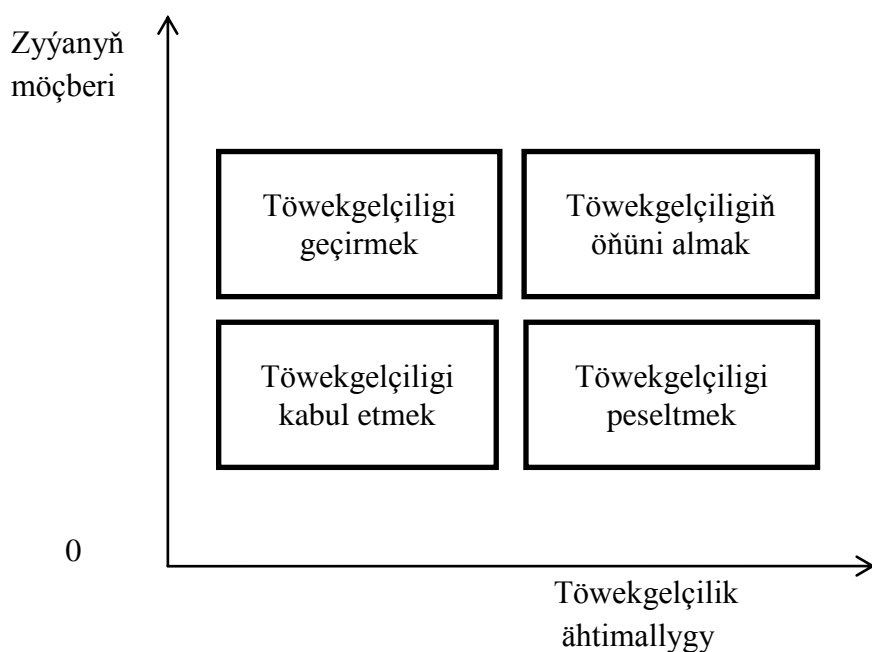 Zyýanyň
möçberi
Töwekgelçiligi
geçirmek
Töwekgelçiligiň
öňüni almak
Töwekgelçiligi
kabul etmek
Töwekgelçiligi
peseltmek
0
Töwekgelçilik
ähtimallygy